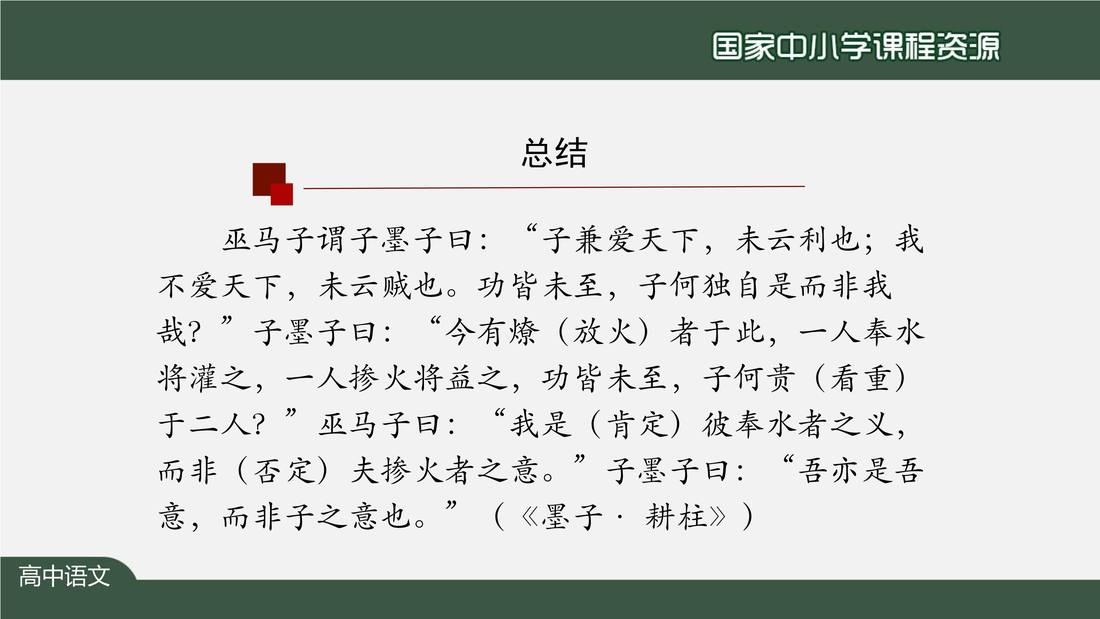 国家中小学课程资源
总结
巫马子谓子墨子曰：“子兼爱天下，未云利也；我
不爱天下，未云贼也。功皆未至，子何独自是而非我
哉？”子墨子曰：“今有燎（放火）者于此，一人奉水
将灌之，一人掺火将益之，功皆未至，子何贵（看重）
于二人？”巫马子曰：“我是（肯定）彼奉水者之义，
而非（否定）夫掺火者之意。”子墨子曰：“吾亦是吾
意，而非子之意也。”（《墨子·耕柱》）
高中语文